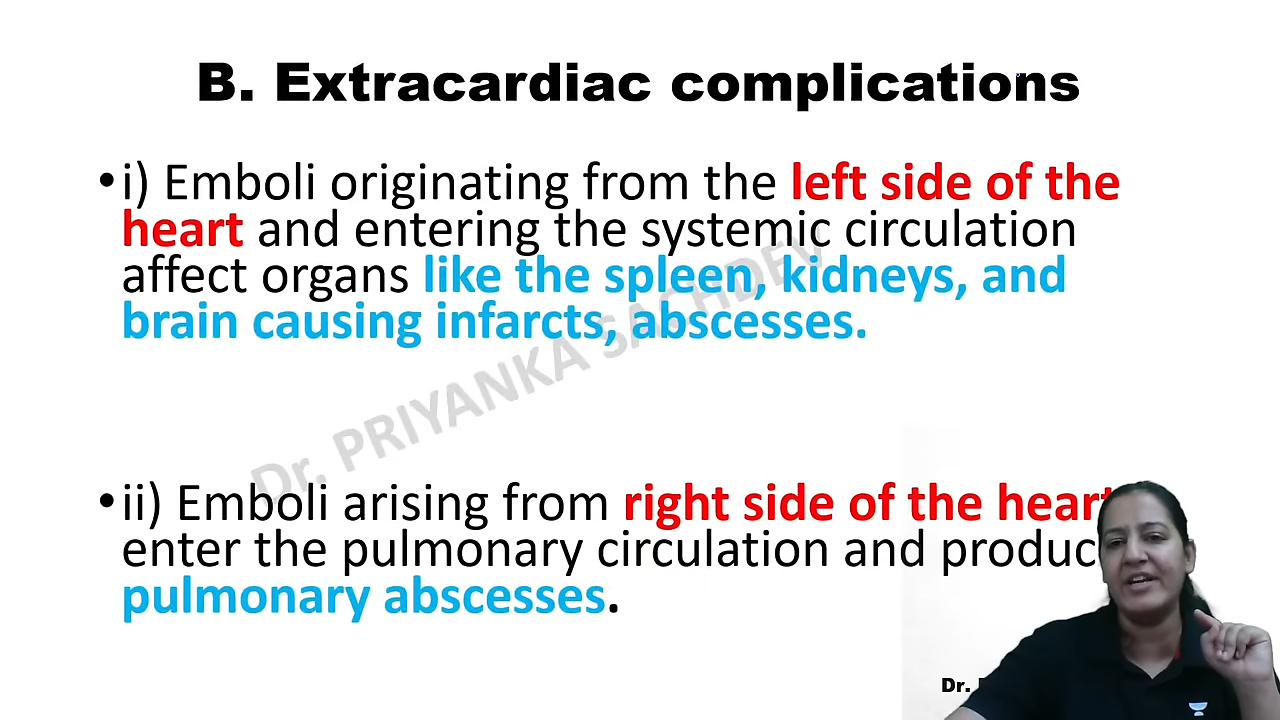 B. Extracardiac complications
•i) Emboli originating from the left side of the
heart and entering the systemic circulation
affect organs like the spleen, kidneys, and
brain causing infarcts, abscesses.
Dr. PRIYANKA SACHDEV
•ii) Emboli arising from right side of the heart
enter the pulmonary circulation and produc
pulmonary abscesses.
Dr.